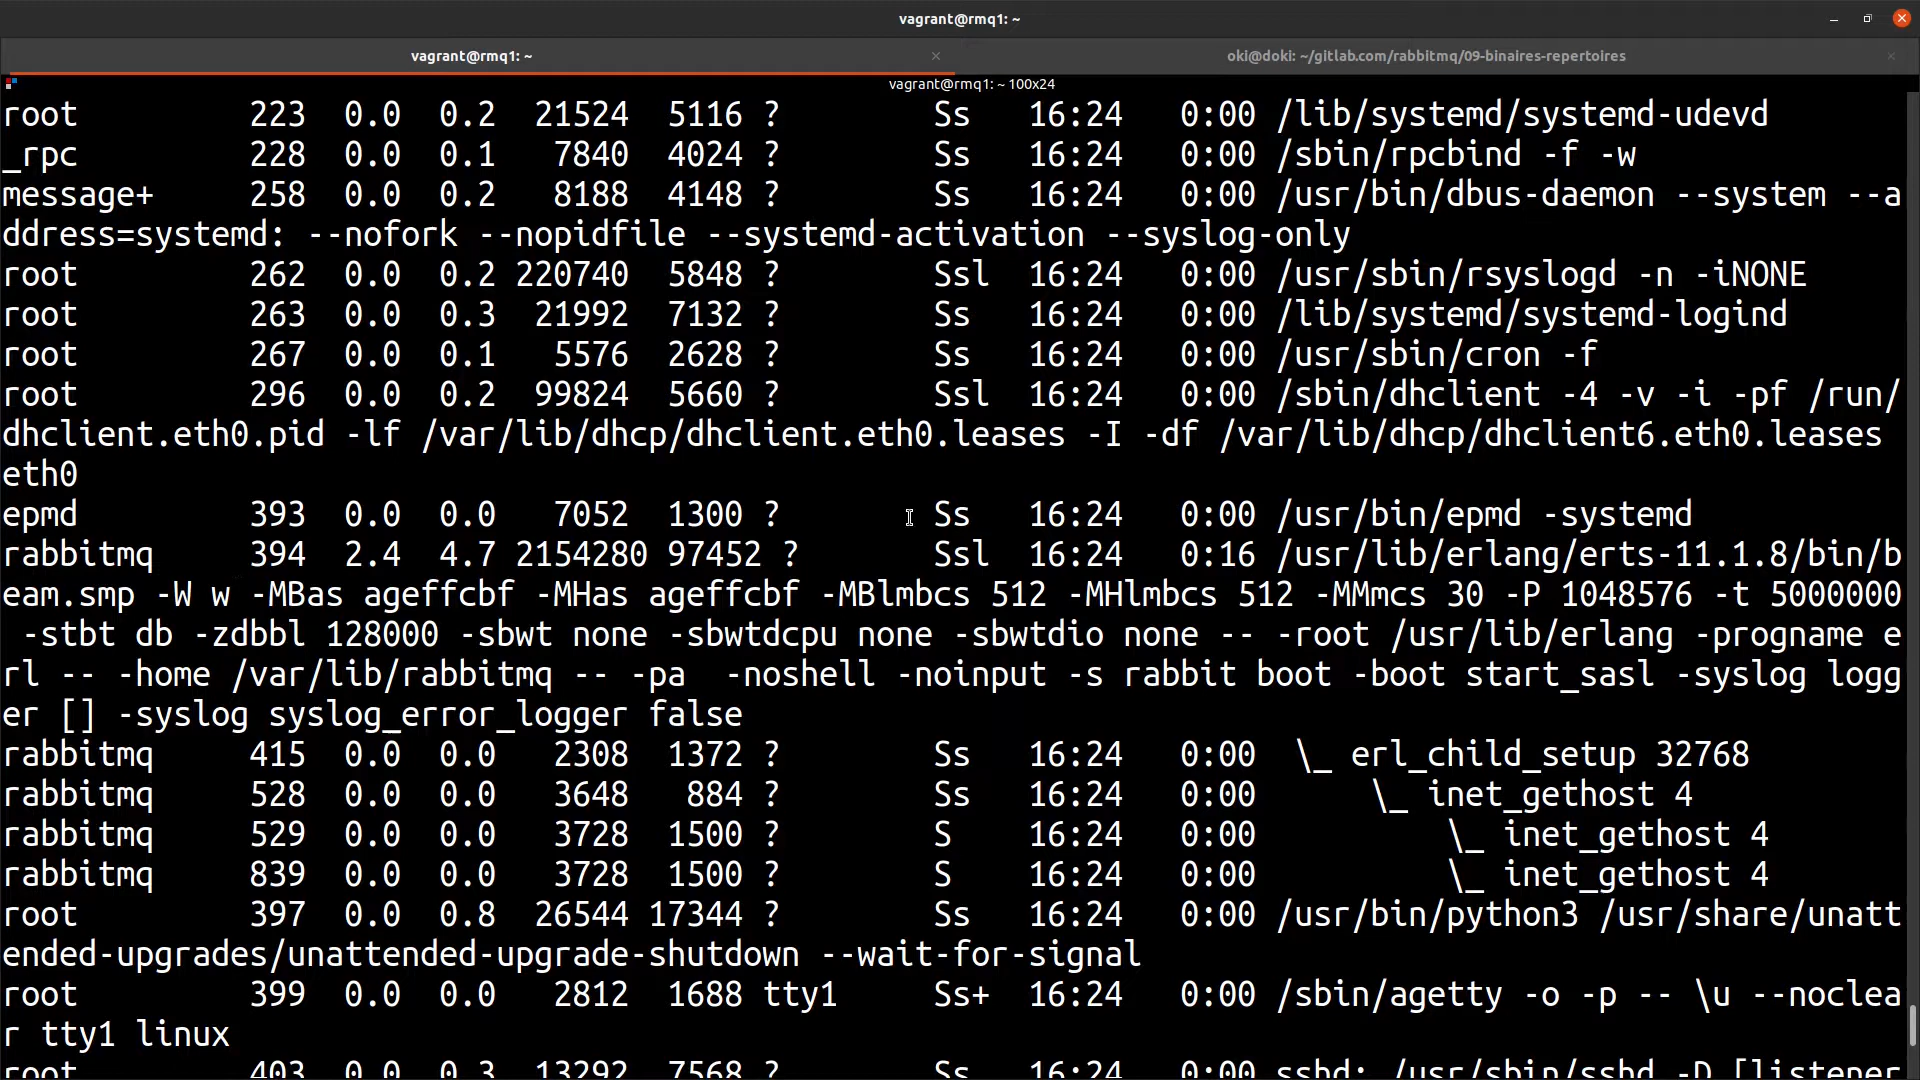 vagrant@rmq1: ~
vagrant@rmq1: ~ × oki@doki: ~/gitlab.com/rabbitmq/09-binaires-repertoires ×
vagrant@rmq1: ~ 100x24
root         223  0.0  0.2  21524  5116 ?        Ss   16:24   0:00 /lib/systemd/systemd-udevd
_rpc         228  0.0  0.1   7840  4024 ?        Ss   16:24   0:00 /sbin/rpcbind -f -w
message+     258  0.0  0.2   8188  4148 ?        Ss   16:24   0:00 /usr/bin/dbus-daemon --system --a
ddress=systemd: --nofork --nopidfile --systemd-activation --syslog-only
root         262  0.0  0.2 220740  5848 ?        Ssl  16:24   0:00 /usr/sbin/rsyslogd -n -iNONE
root         263  0.0  0.3  21992  7132 ?        Ss   16:24   0:00 /lib/systemd/systemd-logind
root         267  0.0  0.1   5576  2628 ?        Ss   16:24   0:00 /usr/sbin/cron -f
root         296  0.0  0.2  99824  5660 ?        Ssl  16:24   0:00 /sbin/dhclient -4 -v -i -pf /run/
dhclient.eth0.pid -lf /var/lib/dhcp/dhclient.eth0.leases -I -df /var/lib/dhcp/dhclient6.eth0.leases
eth0
epmd         393  0.0  0.0   7052  1300 ?        Ss   16:24   0:00 /usr/bin/epmd -systemd
rabbitmq     394  2.4  4.7 2154280 97452 ?       Ssl  16:24   0:16 /usr/lib/erlang/erts-11.1.8/bin/b
eam.smp -W w -MBas ageffcbf -MHas ageffcbf -MBlmbcs 512 -MHlmbcs 512 -MMmcs 30 -P 1048576 -t 5000000
 -stbt db -zdbbl 128000 -sbwt none -sbwtdcpu none -sbwtdio none -- -root /usr/lib/erlang -progname e
rl -- -home /var/lib/rabbitmq -- -pa  -noshell -noinput -s rabbit boot -boot start_sasl -syslog logg
er [] -syslog syslog_error_logger false
rabbitmq     415  0.0  0.0   2308  1372 ?        Ss   16:24   0:00  \_ erl_child_setup 32768
rabbitmq     528  0.0  0.0   3648   884 ?        Ss   16:24   0:00      \_ inet_gethost 4
rabbitmq     529  0.0  0.0   3728  1500 ?        S    16:24   0:00          \_ inet_gethost 4
rabbitmq     839  0.0  0.0   3728  1500 ?        S    16:24   0:00          \_ inet_gethost 4
root         397  0.0  0.8  26544 17344 ?        Ss   16:24   0:00 /usr/bin/python3 /usr/share/unatt
ended-upgrades/unattended-upgrade-shutdown --wait-for-signal
root         399  0.0  0.0   2812  1688 tty1     Ss+  16:24   0:00 /sbin/agetty -o -p -- \u --noclea
r tty1 linux
root         403  0.0  0.3  13292  7568 ?        Ss   16:24   0:00 sshd: /usr/sbin/sshd -D [listener